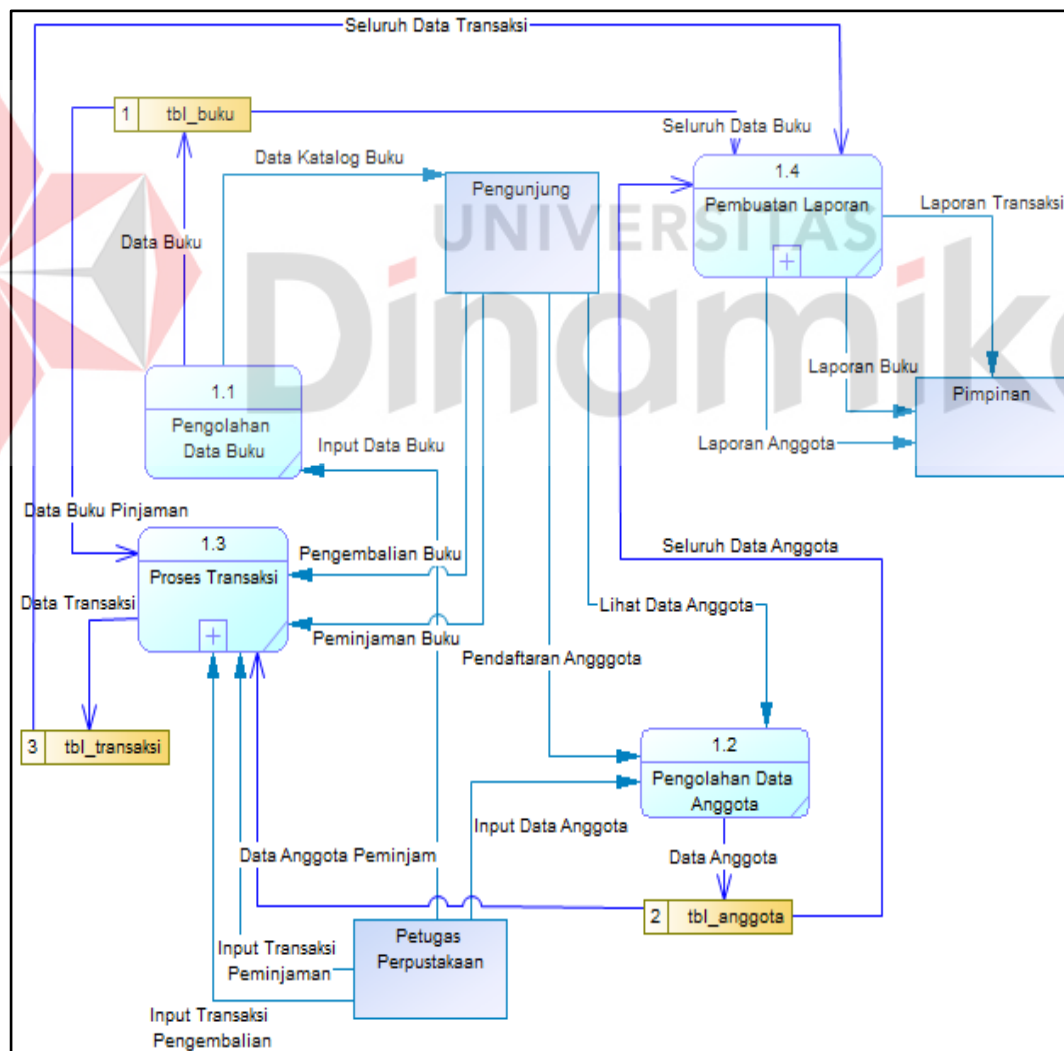 Seluruh Data Transaksi
1 tbl_buku
Seluruh Data Buku
Data Katalog Buku
Pengunjung
1.4
Pembuatan Laporan
Laporan Transaksi
UNIVERSITAS
Dinamika
Data Buku
1.1
Pengolahan
Data Buku
Input Data Buku
Laporan Buku
Pimpinan
Laporan Anggota
Data Buku Pinjaman
1.3
Proses Transaksi
Pengembalian Buku
Seluruh Data Anggota
Data Transaksi
Peminjaman Buku
Lihat Data Anggota
Pendaftaran Angggota
3 tbl_transaksi
1.2
Pengolahan Data
Anggota
Input Data Anggota
Data Anggota Peminjam
Data Anggota
2 tbl_anggota
Petugas
Perpustakaan
Input Transaksi
Peminjaman
Input Transaksi
Pengembalian